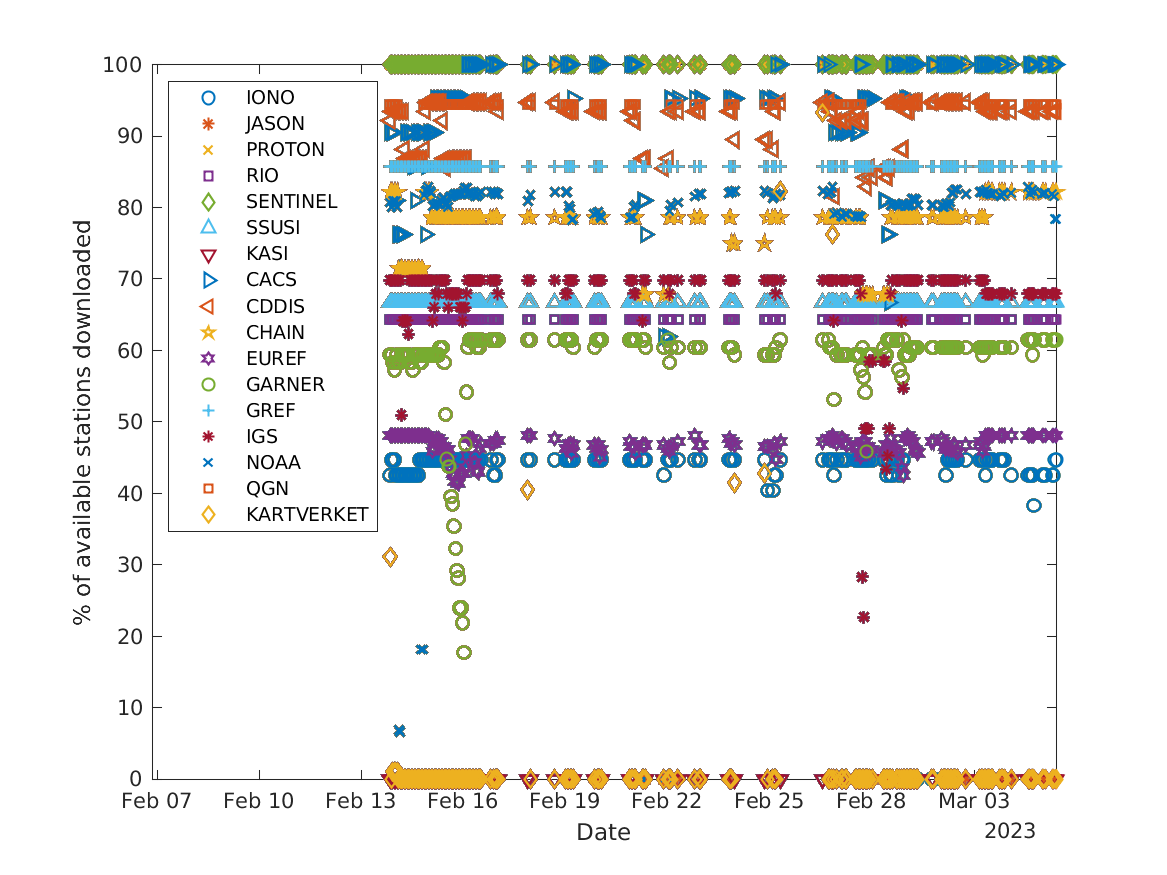 100
90
80
70
60
50
40
30
20
10
0
% of available stations downloaded
IONO
JASON
PROTON
RIO
SENTINEL
SSUSI
KASI
CACS
CDDIS
CHAIN
EUREF
GARNER
GREF
IGS
NOAA
QGN
KARTVERKET
Feb 07 Feb 10 Feb 13 Feb 16 Feb 19 Feb 22 Feb 25 Feb 28 Mar 03
2023
Date